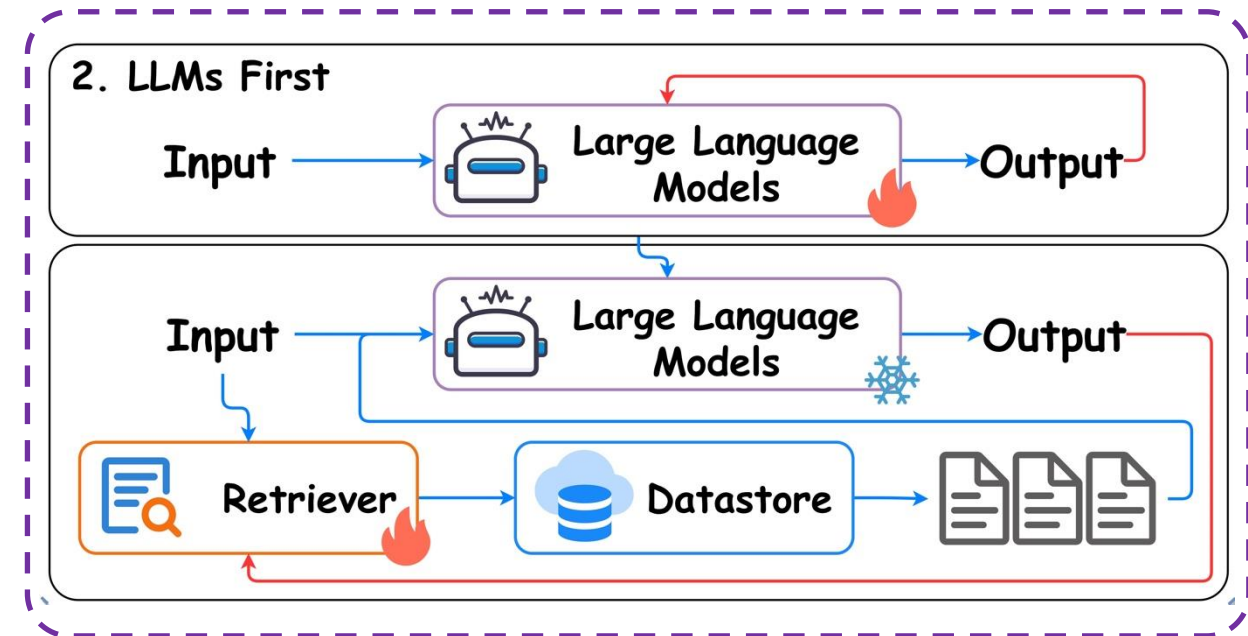 2. LLMs First
Input
Large Language
Models
Output
Input
Large Language
Models
Output
Retriever
Datastore